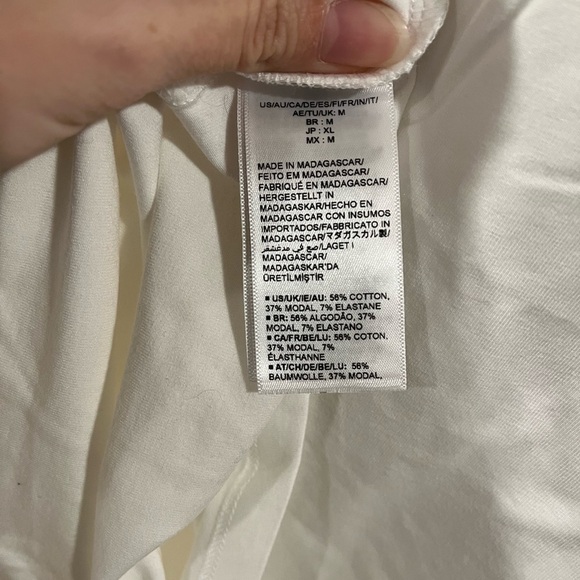 US/AU/CA/DE/ES/FI/FR/IN/IT/
AE/TU/UK: M
BR : M
JP : XL
MX : M
MADE IN MADAGASCAR/
FEITO EM MADAGASCAR/
FABRIQUÉ EN MADAGASCAR/
HERGESTELLT IN
MADAGASKAR/HECHO EN
MADAGASCAR CON INSUMOS
IMPORTADOS/FABBRICATO IN
MADAGASCAR/マダガスカル製/
صنع في مدغشقر/LAGET I
MADAGASCAR/
MADAGASKAR'DA
ÜRETİLMİŞTİR
■ US/UK/IE/AU: 56% COTTON,
37% MODAL, 7% ELASTANE
■ BR: 56% ALGODÃO, 37%
MODAL, 7% ELASTANO
■ CA/FR/BE/LU: 56% COTON,
37% MODAL, 7%
ÉLASTHANNE
■ AT/CH/DE/BE/LU: 56%
BAUMWOLLE, 37% MODAL,